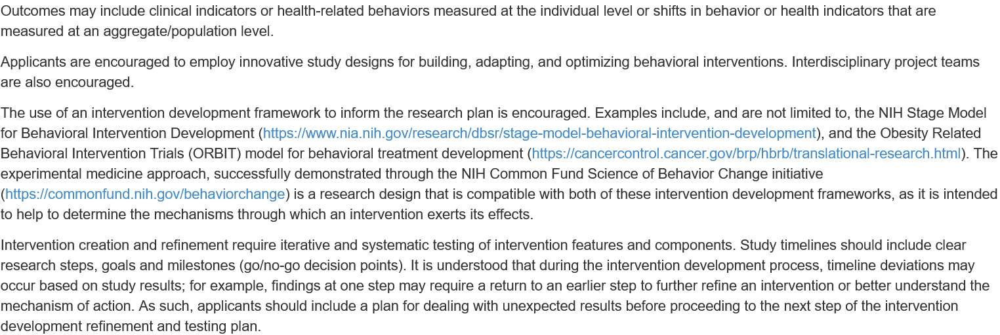 Outcomes may include clinical indicators or health-related behaviors measured at the individual level or shifts in behavior or health indicators that are
measured at an aggregate/population level.
Applicants are encouraged to employ innovative study designs for building, adapting, and optimizing behavioral interventions. Interdisciplinary project teams
are also encouraged.
The use of an intervention development framework to inform the research plan is encouraged. Examples include, and are not limited to, the NIH Stage Model
for Behavioral Intervention Development (https://www.nia.nih.gov/research/dbsr/stage-model-behavioral-intervention-development), and the Obesity Related
Behavioral Intervention Trials (ORBIT) model for behavioral treatment development (https://cancercontrol.cancer.gov/brp/hbrb/translational-research.html). The
experimental medicine approach, successfully demonstrated through the NIH Common Fund Science of Behavior Change initiative
(https://commonfund.nih.gov/behaviorchange) is a research design that is compatible with both of these intervention development frameworks, as it is intended
to help to determine the mechanisms through which an intervention exerts its effects.
Intervention creation and refinement require iterative and systematic testing of intervention features and components. Study timelines should include clear
research steps, goals and milestones (go/no-go decision points). It is understood that during the intervention development process, timeline deviations may
occur based on study results; for example, findings at one step may require a return to an earlier step to further refine an intervention or better understand the
mechanism of action. As such, applicants should include a plan for dealing with unexpected results before proceeding to the next step of the intervention
development refinement and testing plan.